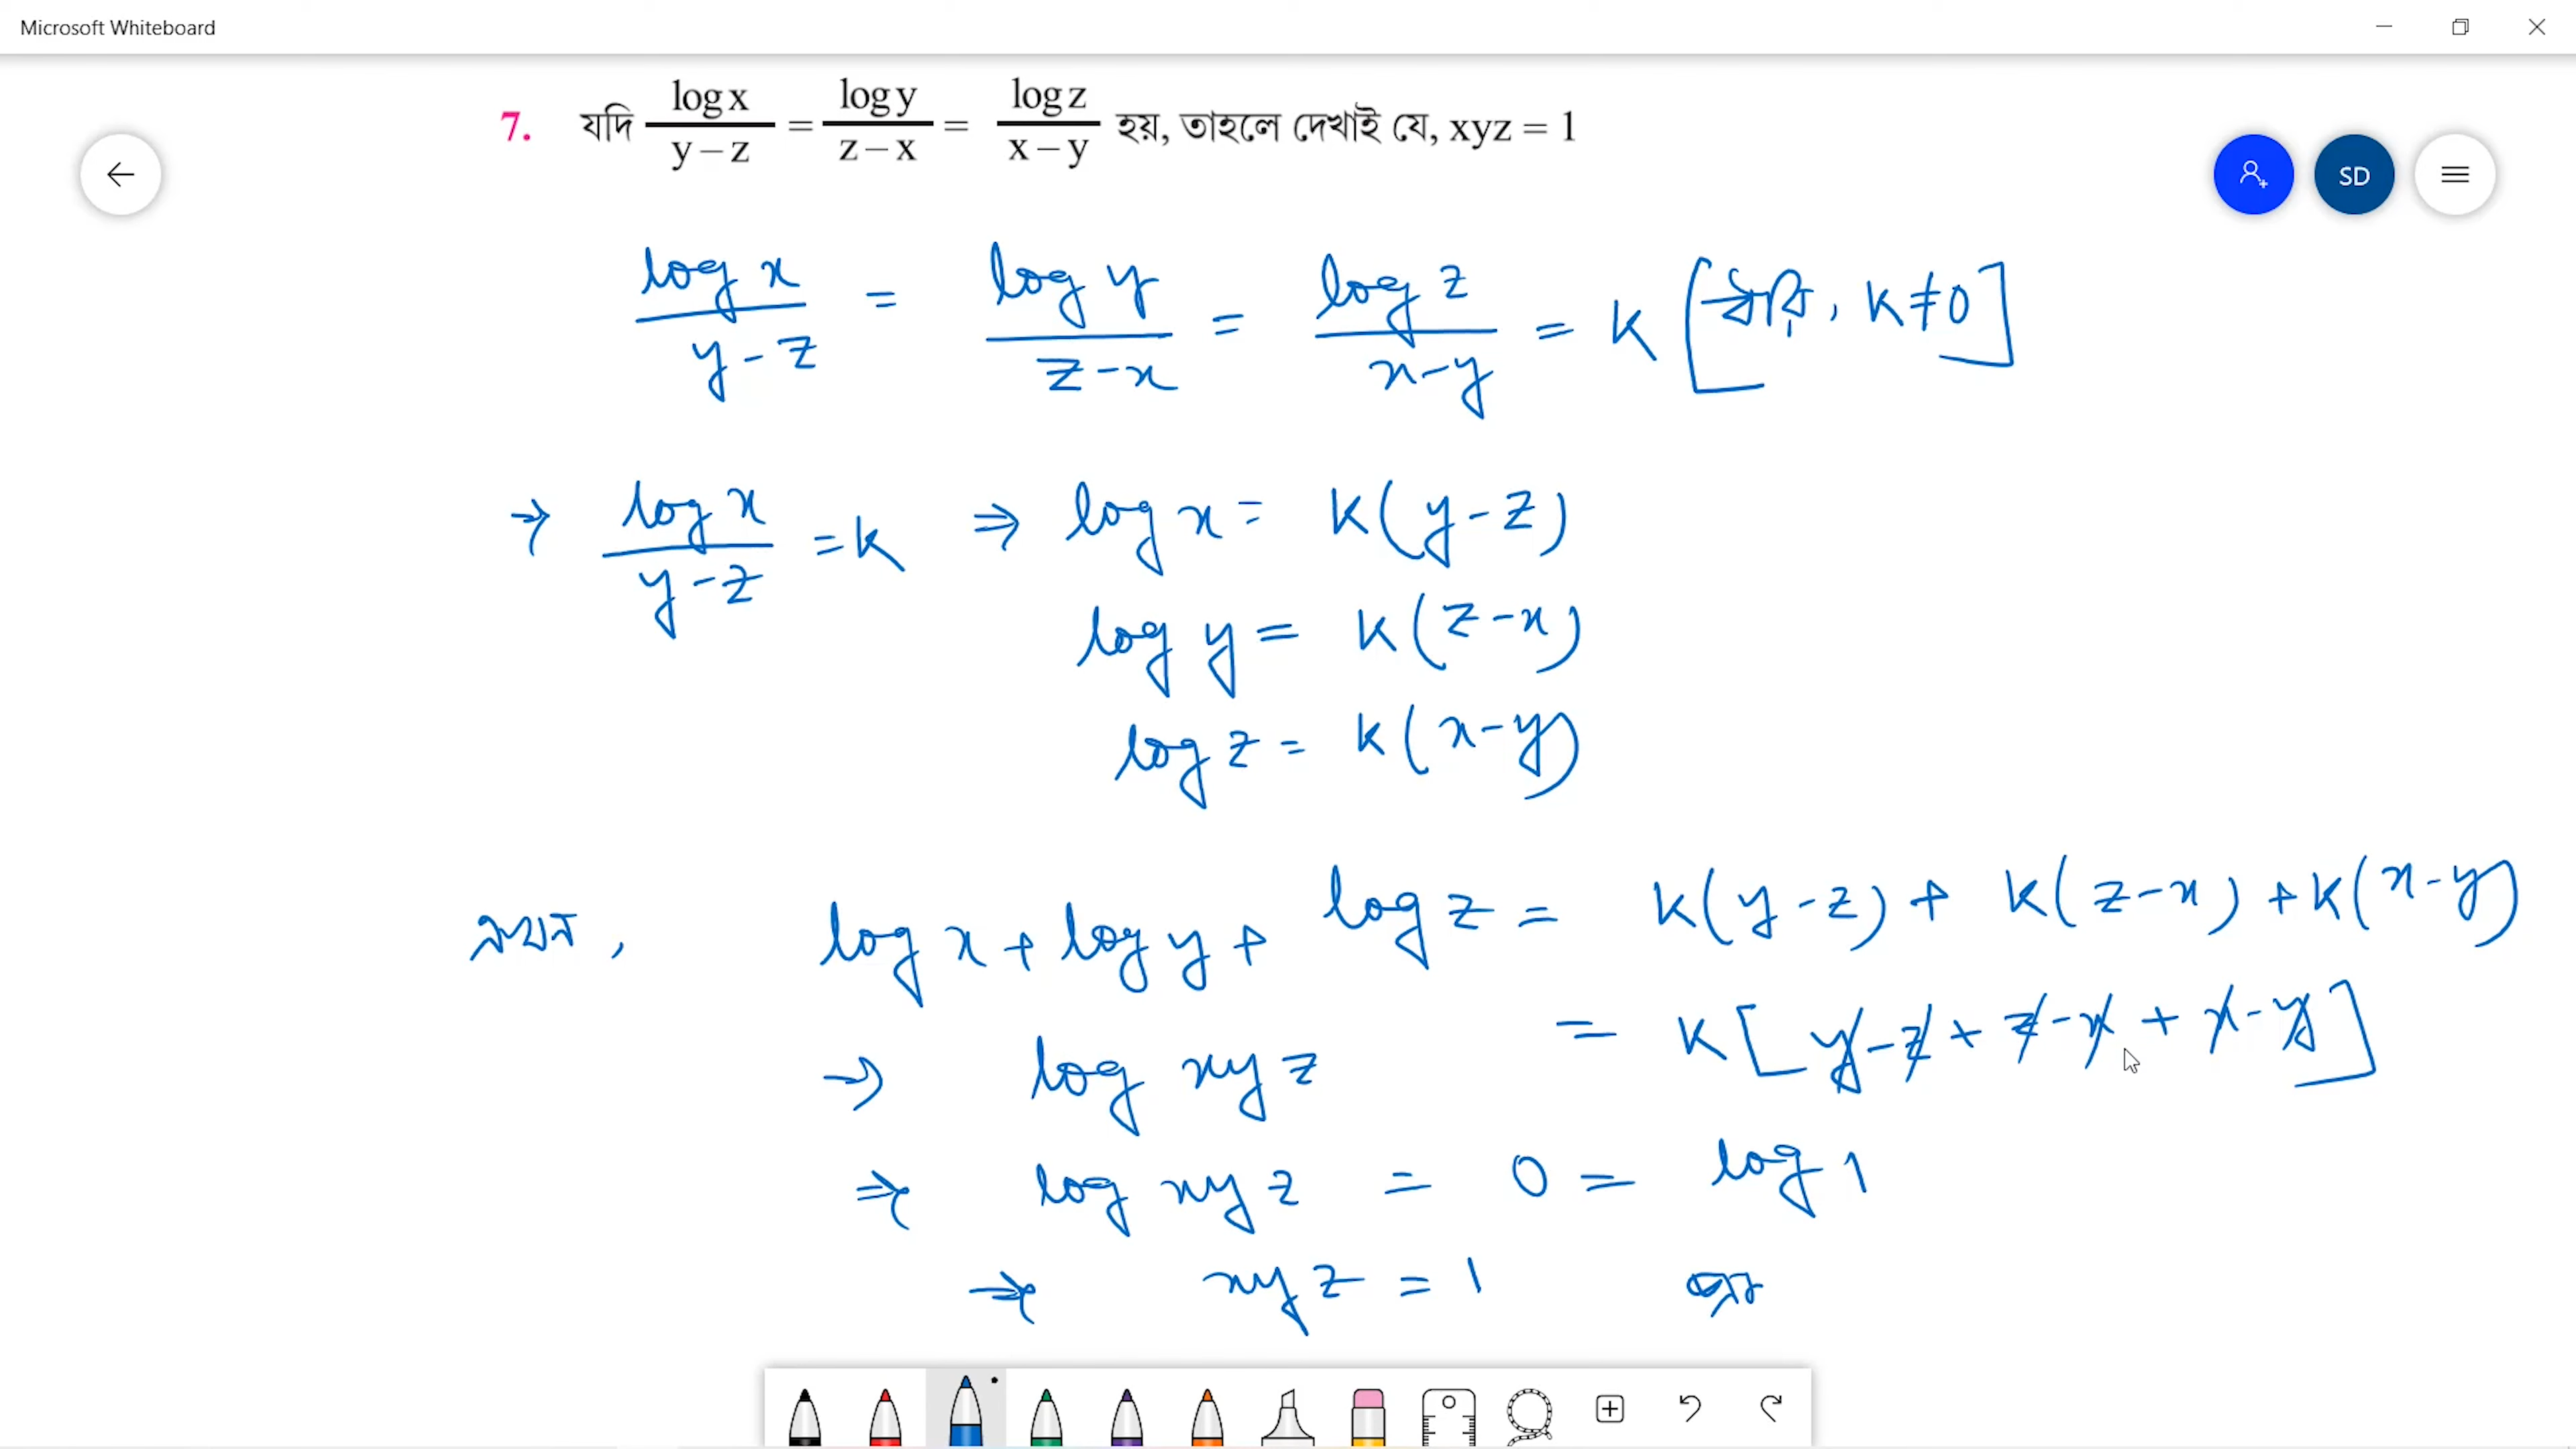 Microsoft Whiteboard
7. যদি log x / y – z = log y / z – x = log z / x – y হয়, তাহলে দেখাই যে, xyz = 1
SD
log x / y – z = log y / z – x = log z / x – y = K [ধরি, K ≠ 0]
→ log x / y – z = K ⇒ log x = K(y – z)
log y = K(z – x)
log z = K(x – y)
এখন, log x + log y + log z = K(y – z) + K(z – x) + K(x – y)
→ log xyz = K[y – z + z – x + x – y]
⇒ log xyz = 0 = log 1
⇒ xyz = 1